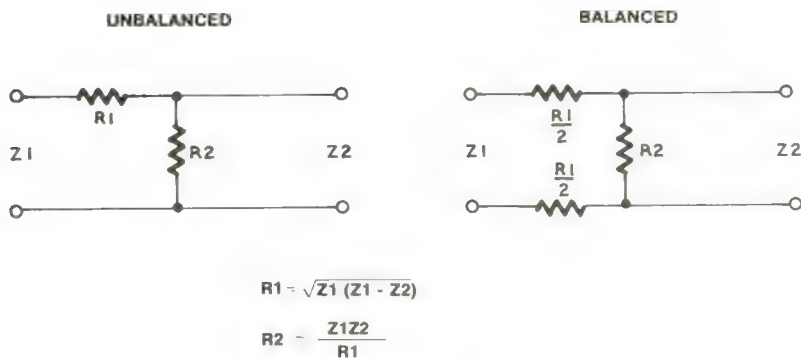 UNBALANCED
BALANCED
R1
R2
Z1
Z2
R1
2
R1
2
R2
Z1
Z2
R1 = √Z1 (Z1 - Z2)
R2 = Z1Z2
R1